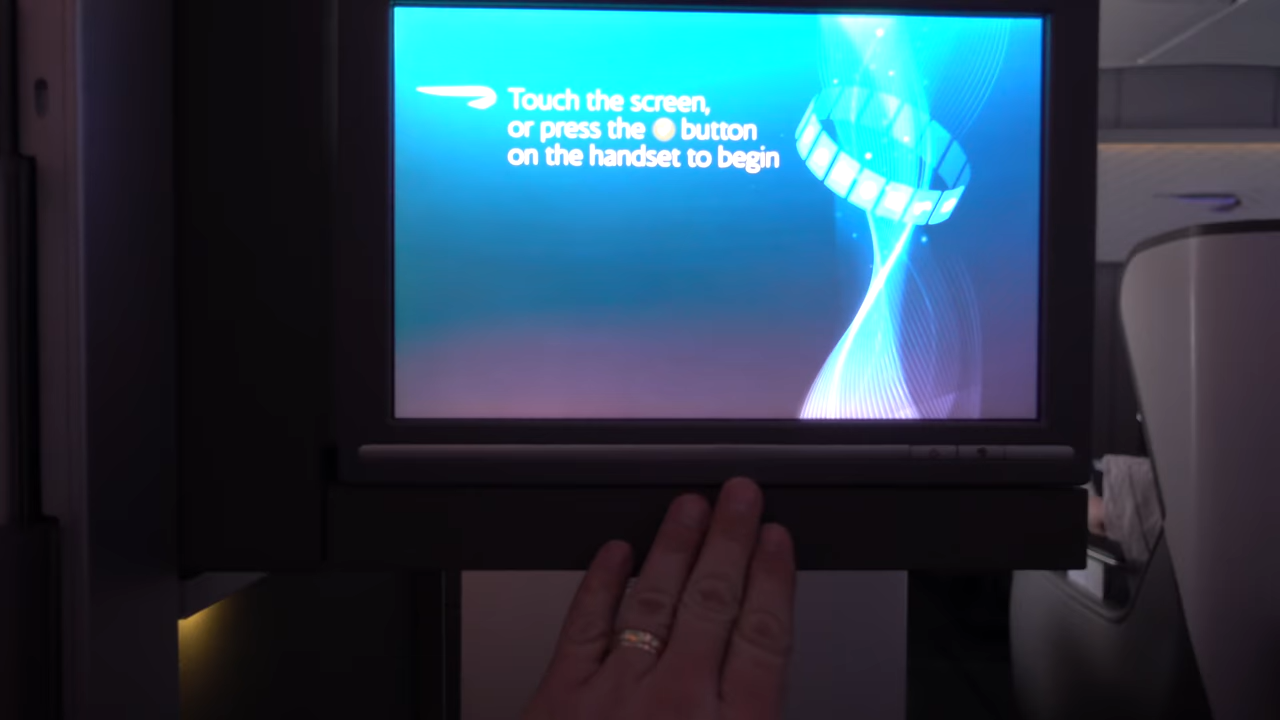 Touch the screen,
or press the button
on the handset to begin